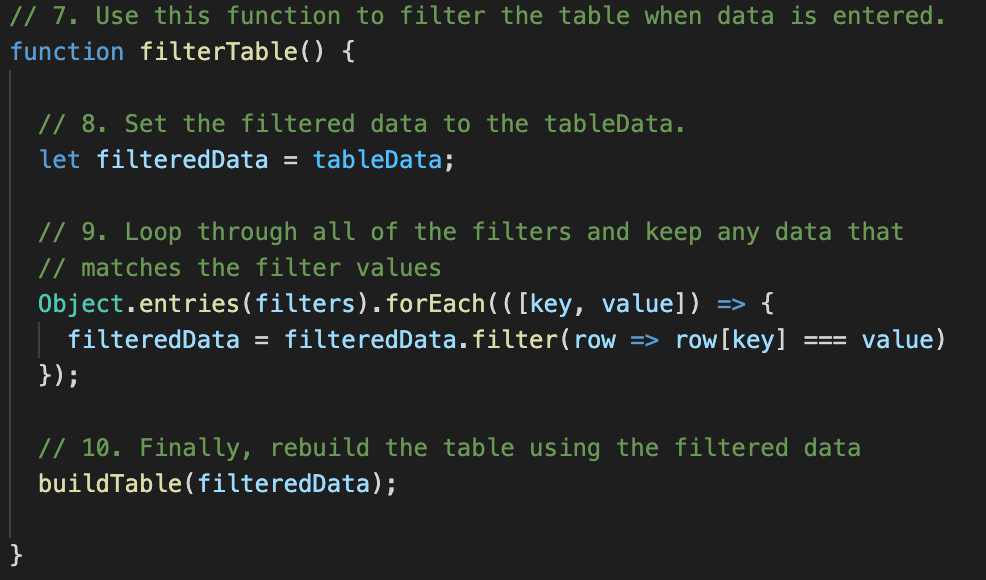 // 7. Use this function to filter the table when data is entered.
function filterTable() {
// 8. Set the filtered data to the tableData.
let filteredData = tableData;
// 9. Loop through all of the filters and keep any data that
// matches the filter values
Object.entries(filters).forEach(([key, value]) => {
filteredData = filteredData.filter(row => row[key] === value)
});
// 10. Finally, rebuild the table using the filtered data
buildTable(filteredData);
}